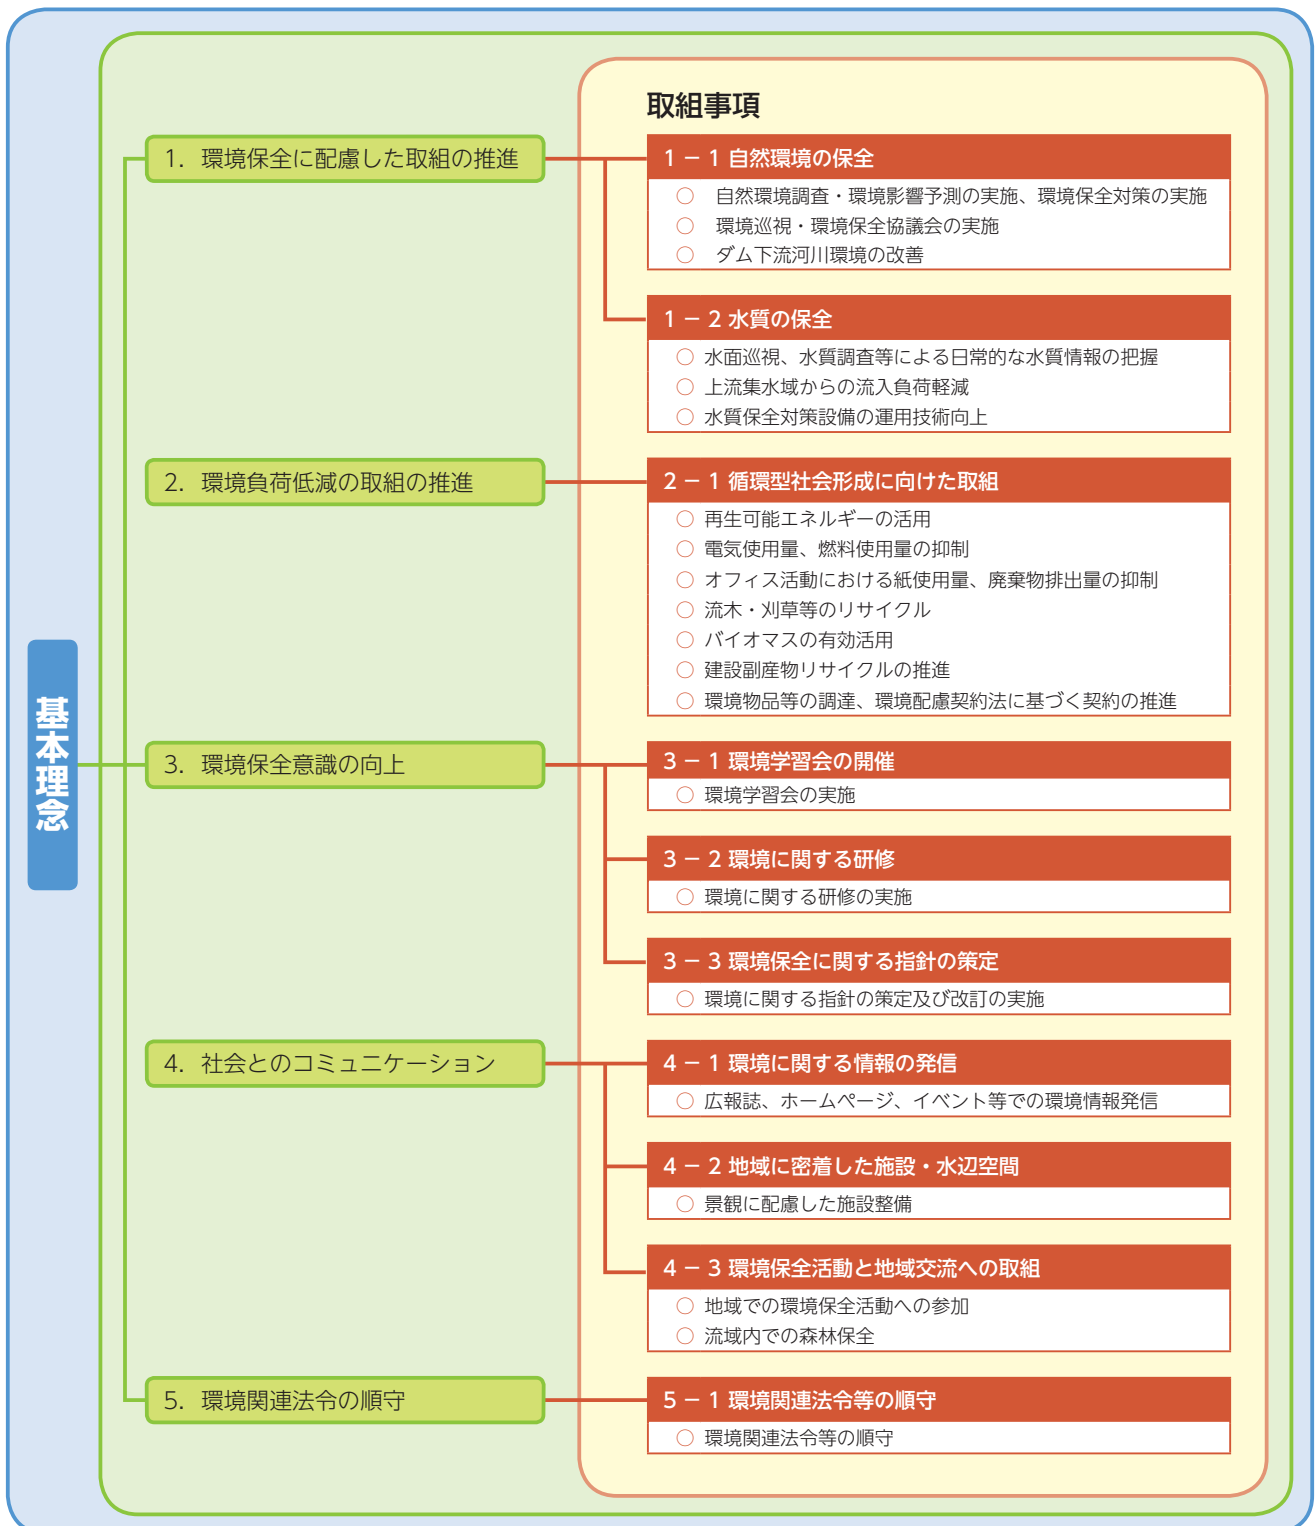 基本理念
取組事項
1. 環境保全に配慮した取組の推進
1 − 1 自然環境の保全
○ 自然環境調査・環境影響予測の実施、環境保全対策の実施
○ 環境巡視・環境保全協議会の実施
○ ダム下流河川環境の改善
1 − 2 水質の保全
○ 水面巡視、水質調査等による日常的な水質情報の把握
○ 上流集水域からの流入負荷軽減
○ 水質保全対策設備の運用技術向上
2. 環境負荷低減の取組の推進
2 − 1 循環型社会形成に向けた取組
○ 再生可能エネルギーの活用
○ 電気使用量、燃料使用量の抑制
○ オフィス活動における紙使用量、廃棄物排出量の抑制
○ 流木・刈草等のリサイクル
○ バイオマスの有効活用
○ 建設副産物リサイクルの推進
○ 環境物品等の調達、環境配慮契約法に基づく契約の推進
3. 環境保全意識の向上
3 − 1 環境学習会の開催
○ 環境学習会の実施
3 − 2 環境に関する研修
○ 環境に関する研修の実施
3 − 3 環境保全に関する指針の策定
○ 環境に関する指針の策定及び改訂の実施
4. 社会とのコミュニケーション
4 − 1 環境に関する情報の発信
○ 広報誌、ホームページ、イベント等での環境情報発信
4 − 2 地域に密着した施設・水辺空間
○ 景観に配慮した施設整備
4 − 3 環境保全活動と地域交流への取組
○ 地域での環境保全活動への参加
○ 流域内での森林保全
5. 環境関連法令の順守
5 − 1 環境関連法令等の順守
○ 環境関連法令等の順守